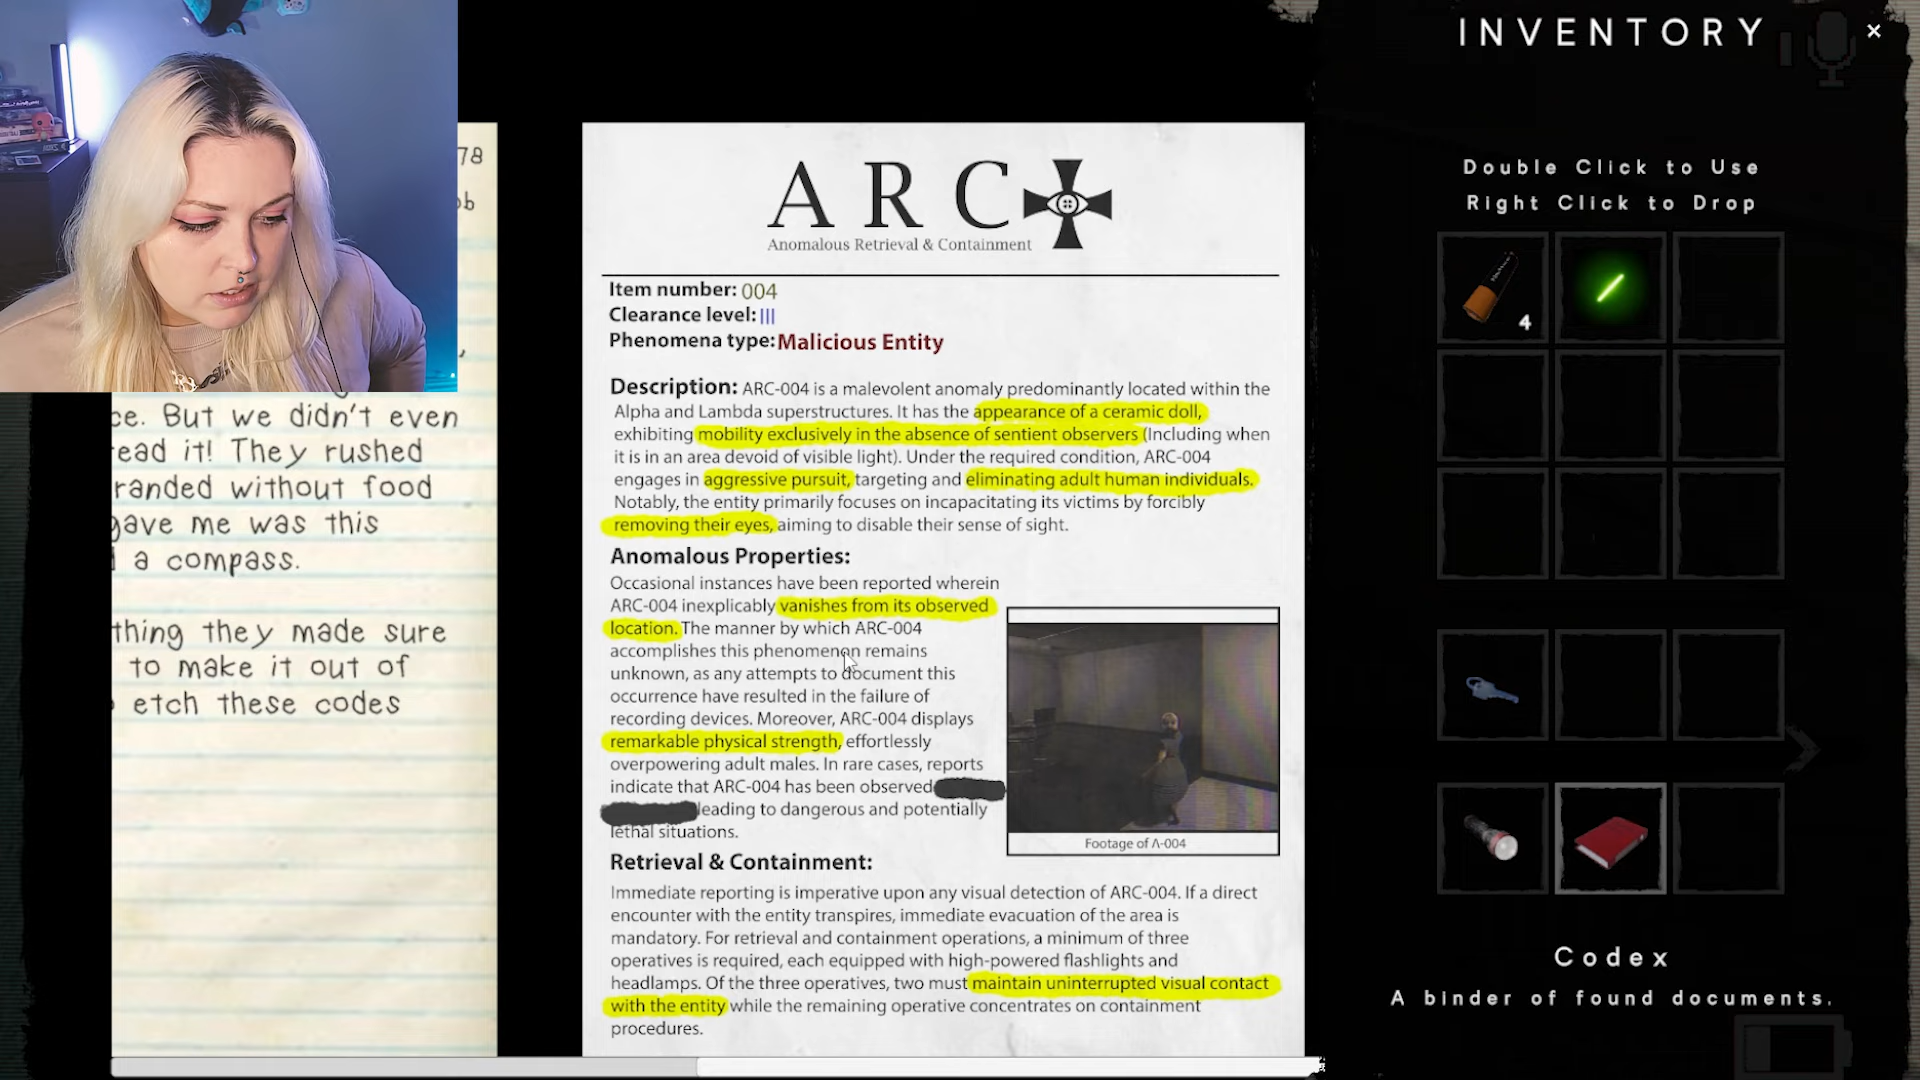 78
ob
ce. But we didn't even
read it! They rushed
randed without food
gave me was this
a compass.
thing they made sure
to make it out of
etch these codes
ARC
Anomalous Retrieval & Containment
Item number: 004
Clearance level: III
Phenomena type: Malicious Entity
Description: ARC-004 is a malevolent anomaly predominantly located within the
Alpha and Lambda superstructures. It has the appearance of a ceramic doll,
exhibiting mobility exclusively in the absence of sentient observers (Including when
it is in an area devoid of visible light). Under the required condition, ARC-004
engages in aggressive pursuit, targeting and eliminating adult human individuals.
Notably, the entity primarily focuses on incapacitating its victims by forcibly
removing their eyes, aiming to disable their sense of sight.
Anomalous Properties:
Occasional instances have been reported wherein
ARC-004 inexplicably vanishes from its observed
location. The manner by which ARC-004
accomplishes this phenomenon remains
unknown, as any attempts to document this
occurrence have resulted in the failure of
recording devices. Moreover, ARC-004 displays
remarkable physical strength, effortlessly
overpowering adult males. In rare cases, reports
indicate that ARC-004 has been observed
leading to dangerous and potentially
lethal situations.
Footage of Λ-004
Retrieval & Containment:
Immediate reporting is imperative upon any visual detection of ARC-004. If a direct
encounter with the entity transpires, immediate evacuation of the area is
mandatory. For retrieval and containment operations, a minimum of three
operatives is required, each equipped with high-powered flashlights and
headlamps. Of the three operatives, two must maintain uninterrupted visual contact
with the entity while the remaining operative concentrates on containment
procedures.
INVENTORY
×
Double Click to Use
Right Click to Drop
4
Codex
A binder of found documents.